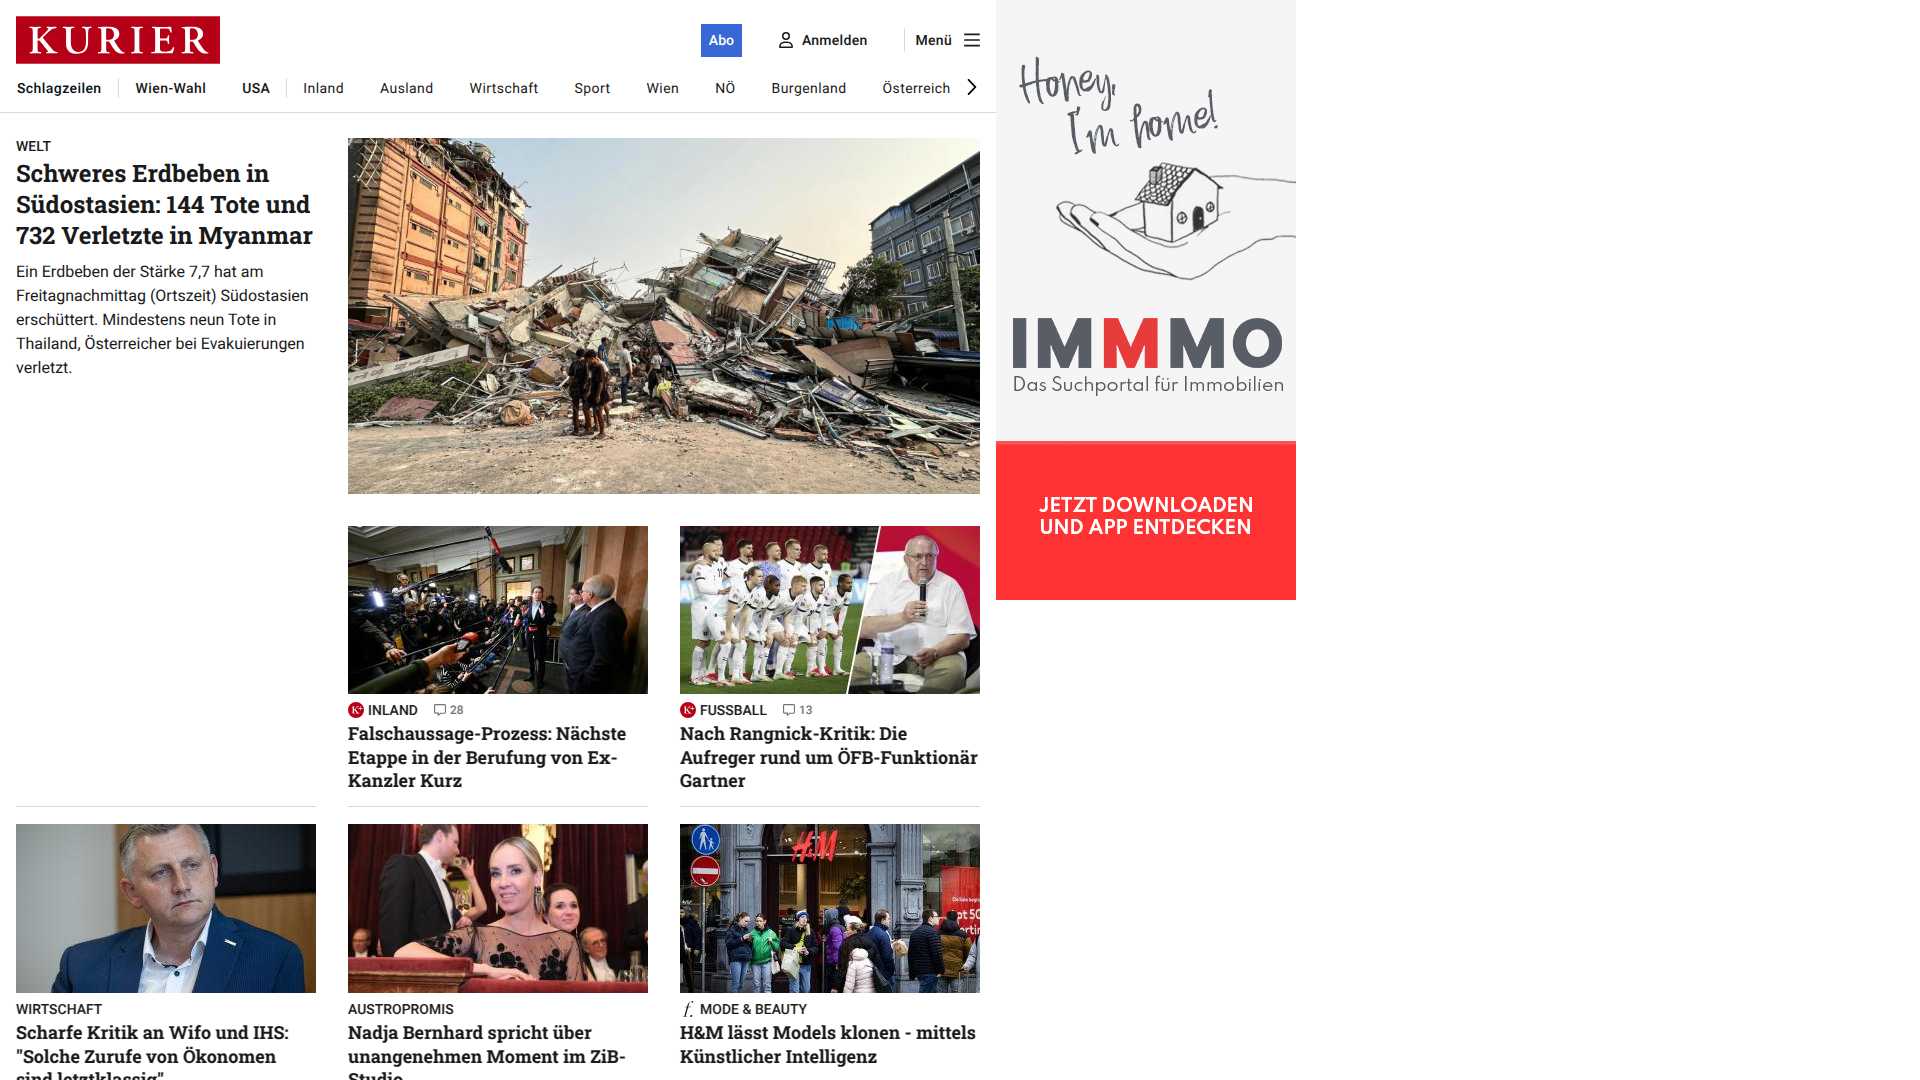 KURIER
Abo
Anmelden
Menü
Schlagzeilen
Wien-Wahl
USA
Inland
Ausland
Wirtschaft
Sport
Wien
NÖ
Burgenland
Österreich
WELT
Schweres Erdbeben in
Südostasien: 144 Tote und
732 Verletzte in Myanmar
Ein Erdbeben der Stärke 7,7 hat am
Freitagnachmittag (Ortszeit) Südostasien
erschüttert. Mindestens neun Tote in
Thailand, Österreicher bei Evakuierungen
verletzt.
INLAND 28
Falschaussage-Prozess: Nächste
Etappe in der Berufung von Ex-
Kanzler Kurz
FUSSBALL 13
Nach Rangnick-Kritik: Die
Aufreger rund um ÖFB-Funktionär
Gartner
WIRTSCHAFT
Scharfe Kritik an Wifo und IHS:
"Solche Zurufe von Ökonomen
sind letztklassig"
AUSTROPROMIS
Nadja Bernhard spricht über
unangenehmen Moment im ZiB-
Studio
H&M
MODE & BEAUTY
H&M lässt Models klonen - mittels
Künstlicher Intelligenz
Honey,
I'm home!
IMMMO
Das Suchportal für Immobilien
JETZT DOWNLOADEN
UND APP ENTDECKEN